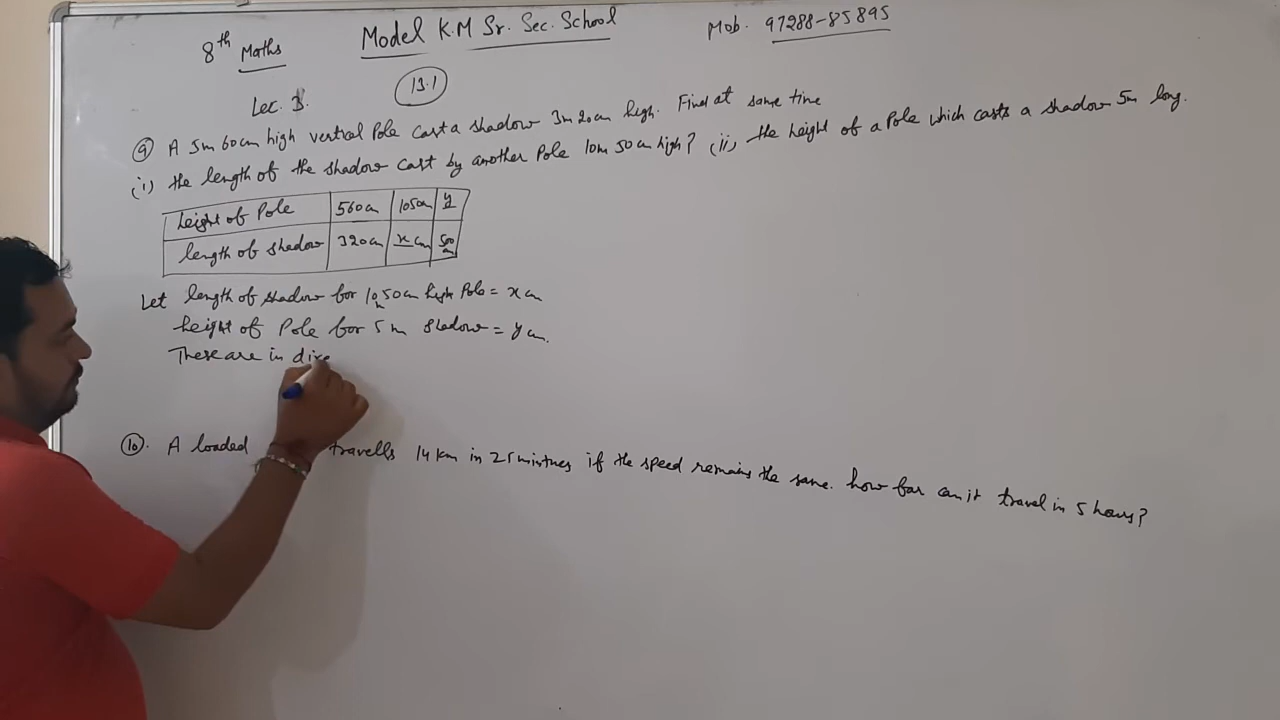 8th Maths
Model K.M Sr. Sec. School
Mob. 97288-85895
Lec. 3.
13.1
9 A 5m 60cm high vertical Pole cast a shadow 3m 20cm high. Find at same time
(i) the length of the shadow cast by another Pole 10m 50cm high? (ii) the height of a Pole which casts a shadow 5m long.
height of Pole 560cm 105cm y
length of shadow 320cm x cm 500 cm
Let length of shadow for 1050cm high Pole = x cm
height of Pole for 5m shadow = y cm.
These are in dire
10. A loaded travells 14 km in 25 if the speed remains the same. how far can it travel in 5 hours?